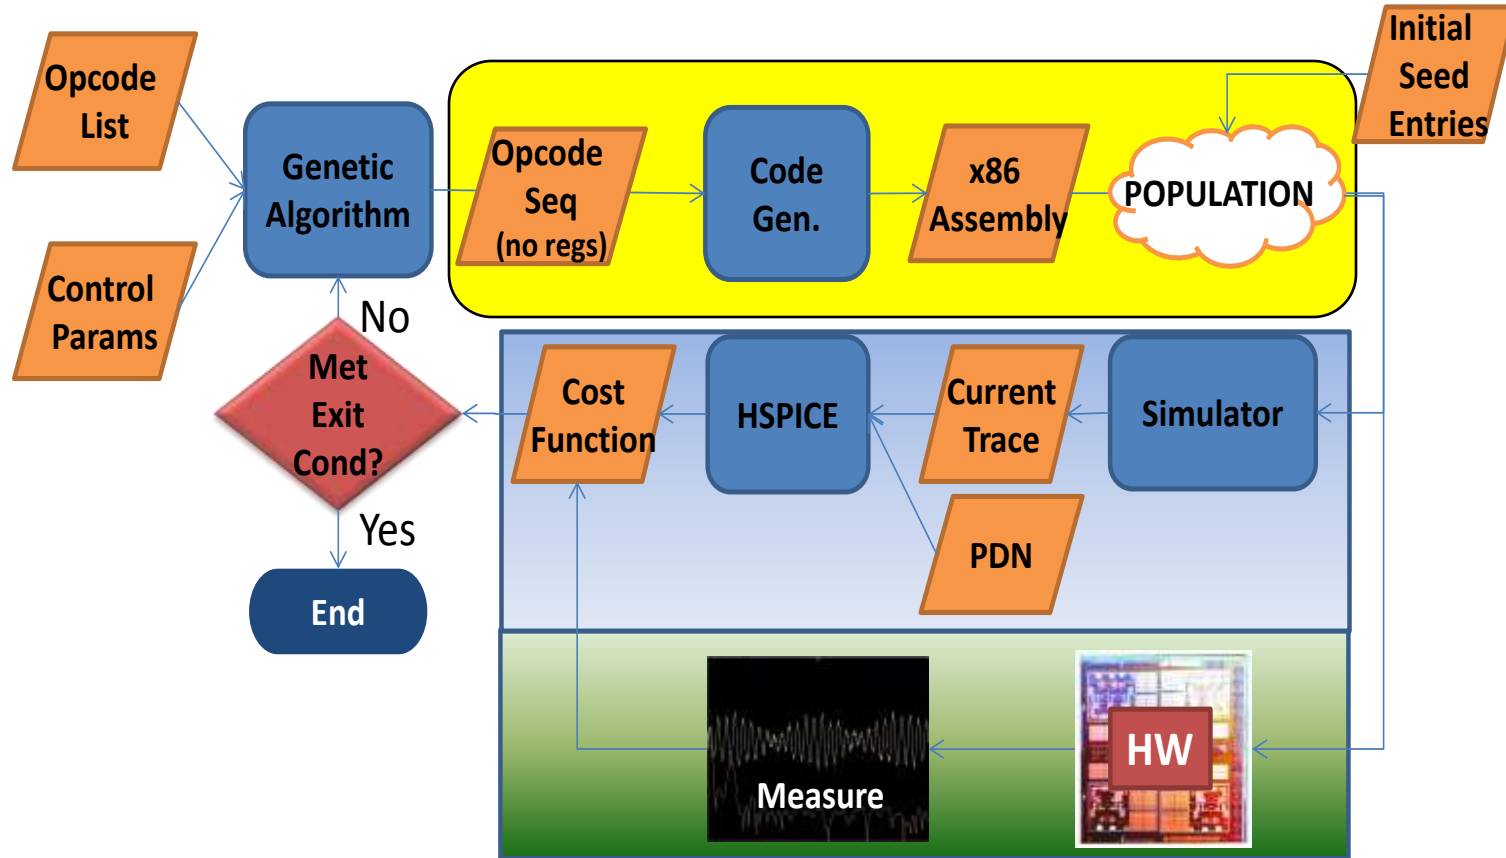 Opcode
List
Control
Params
Genetic
Algorithm
Opcode
Seq
(no regs)
Code
Gen.
x86
Assembly
POPULATION
Initial
Seed
Entries
No
Met
Exit
Cond?
Yes
End
Cost
Function
HSPICE
Current
Trace
Simulator
PDN
Measure
HW